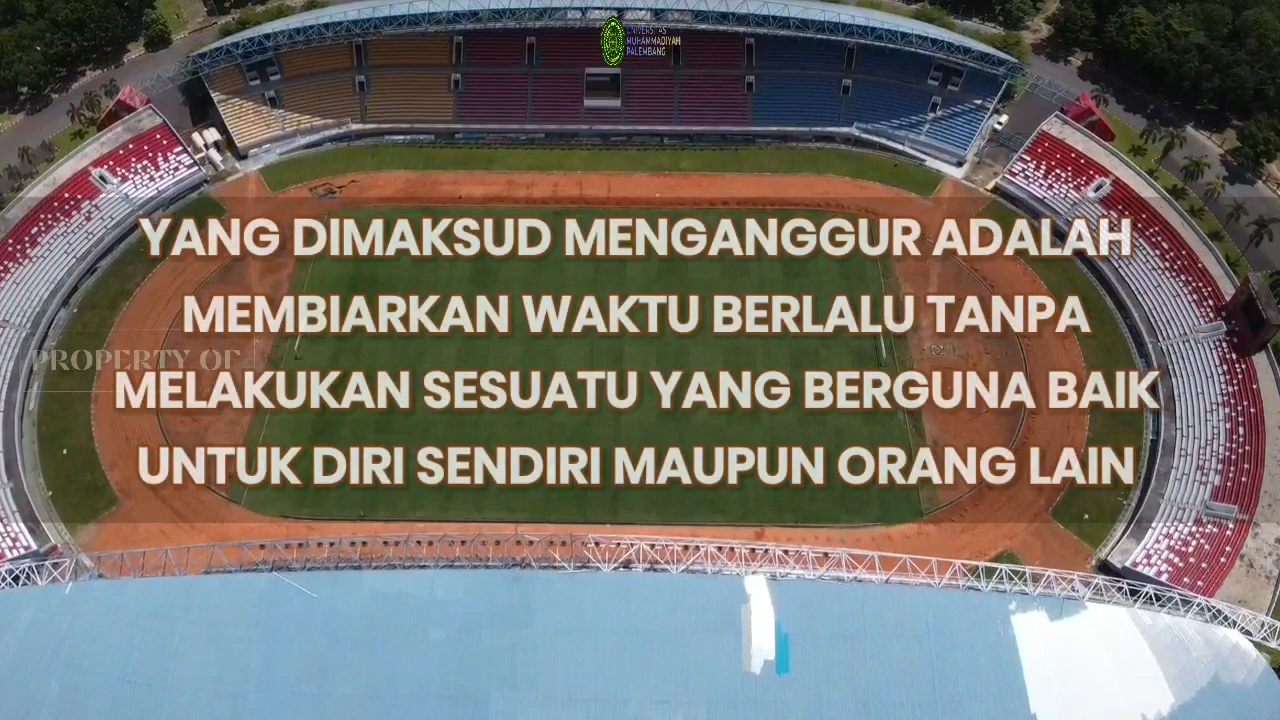 UNIVERSITAS
MUHAMMADIYAH
PALEMBANG
YANG DIMAKSUD MENGANGGUR ADALAH
MEMBIARKAN WAKTU BERLALU TANPA
PROPERTY OF
MELAKUKAN SESUATU YANG BERGUNA BAIK
UNTUK DIRI SENDIRI MAUPUN ORANG LAIN